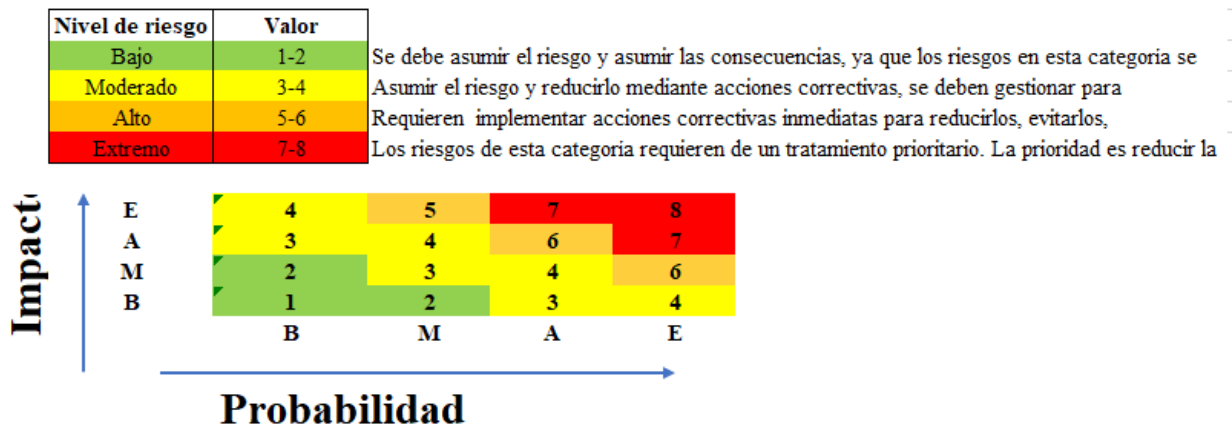 Nivel de riesgo Valor
Bajo 1-2 Se debe asumir el riesgo y asumir las consecuencias, ya que los riesgos en esta categoria se
Moderado 3-4 Asumir el riesgo y reducirlo mediante acciones correctivas, se deben gestionar para
Alto 5-6 Requieren implementar acciones correctivas inmediatas para reducirlos, evitarlos,
Extremo 7-8 Los riesgos de esta categoria requieren de un tratamiento prioritario. La prioridad es reducir la
Impacto
E 4 5 7 8
A 3 4 6 7
M 2 3 4 6
B 1 2 3 4
B M A E
Probabilidad